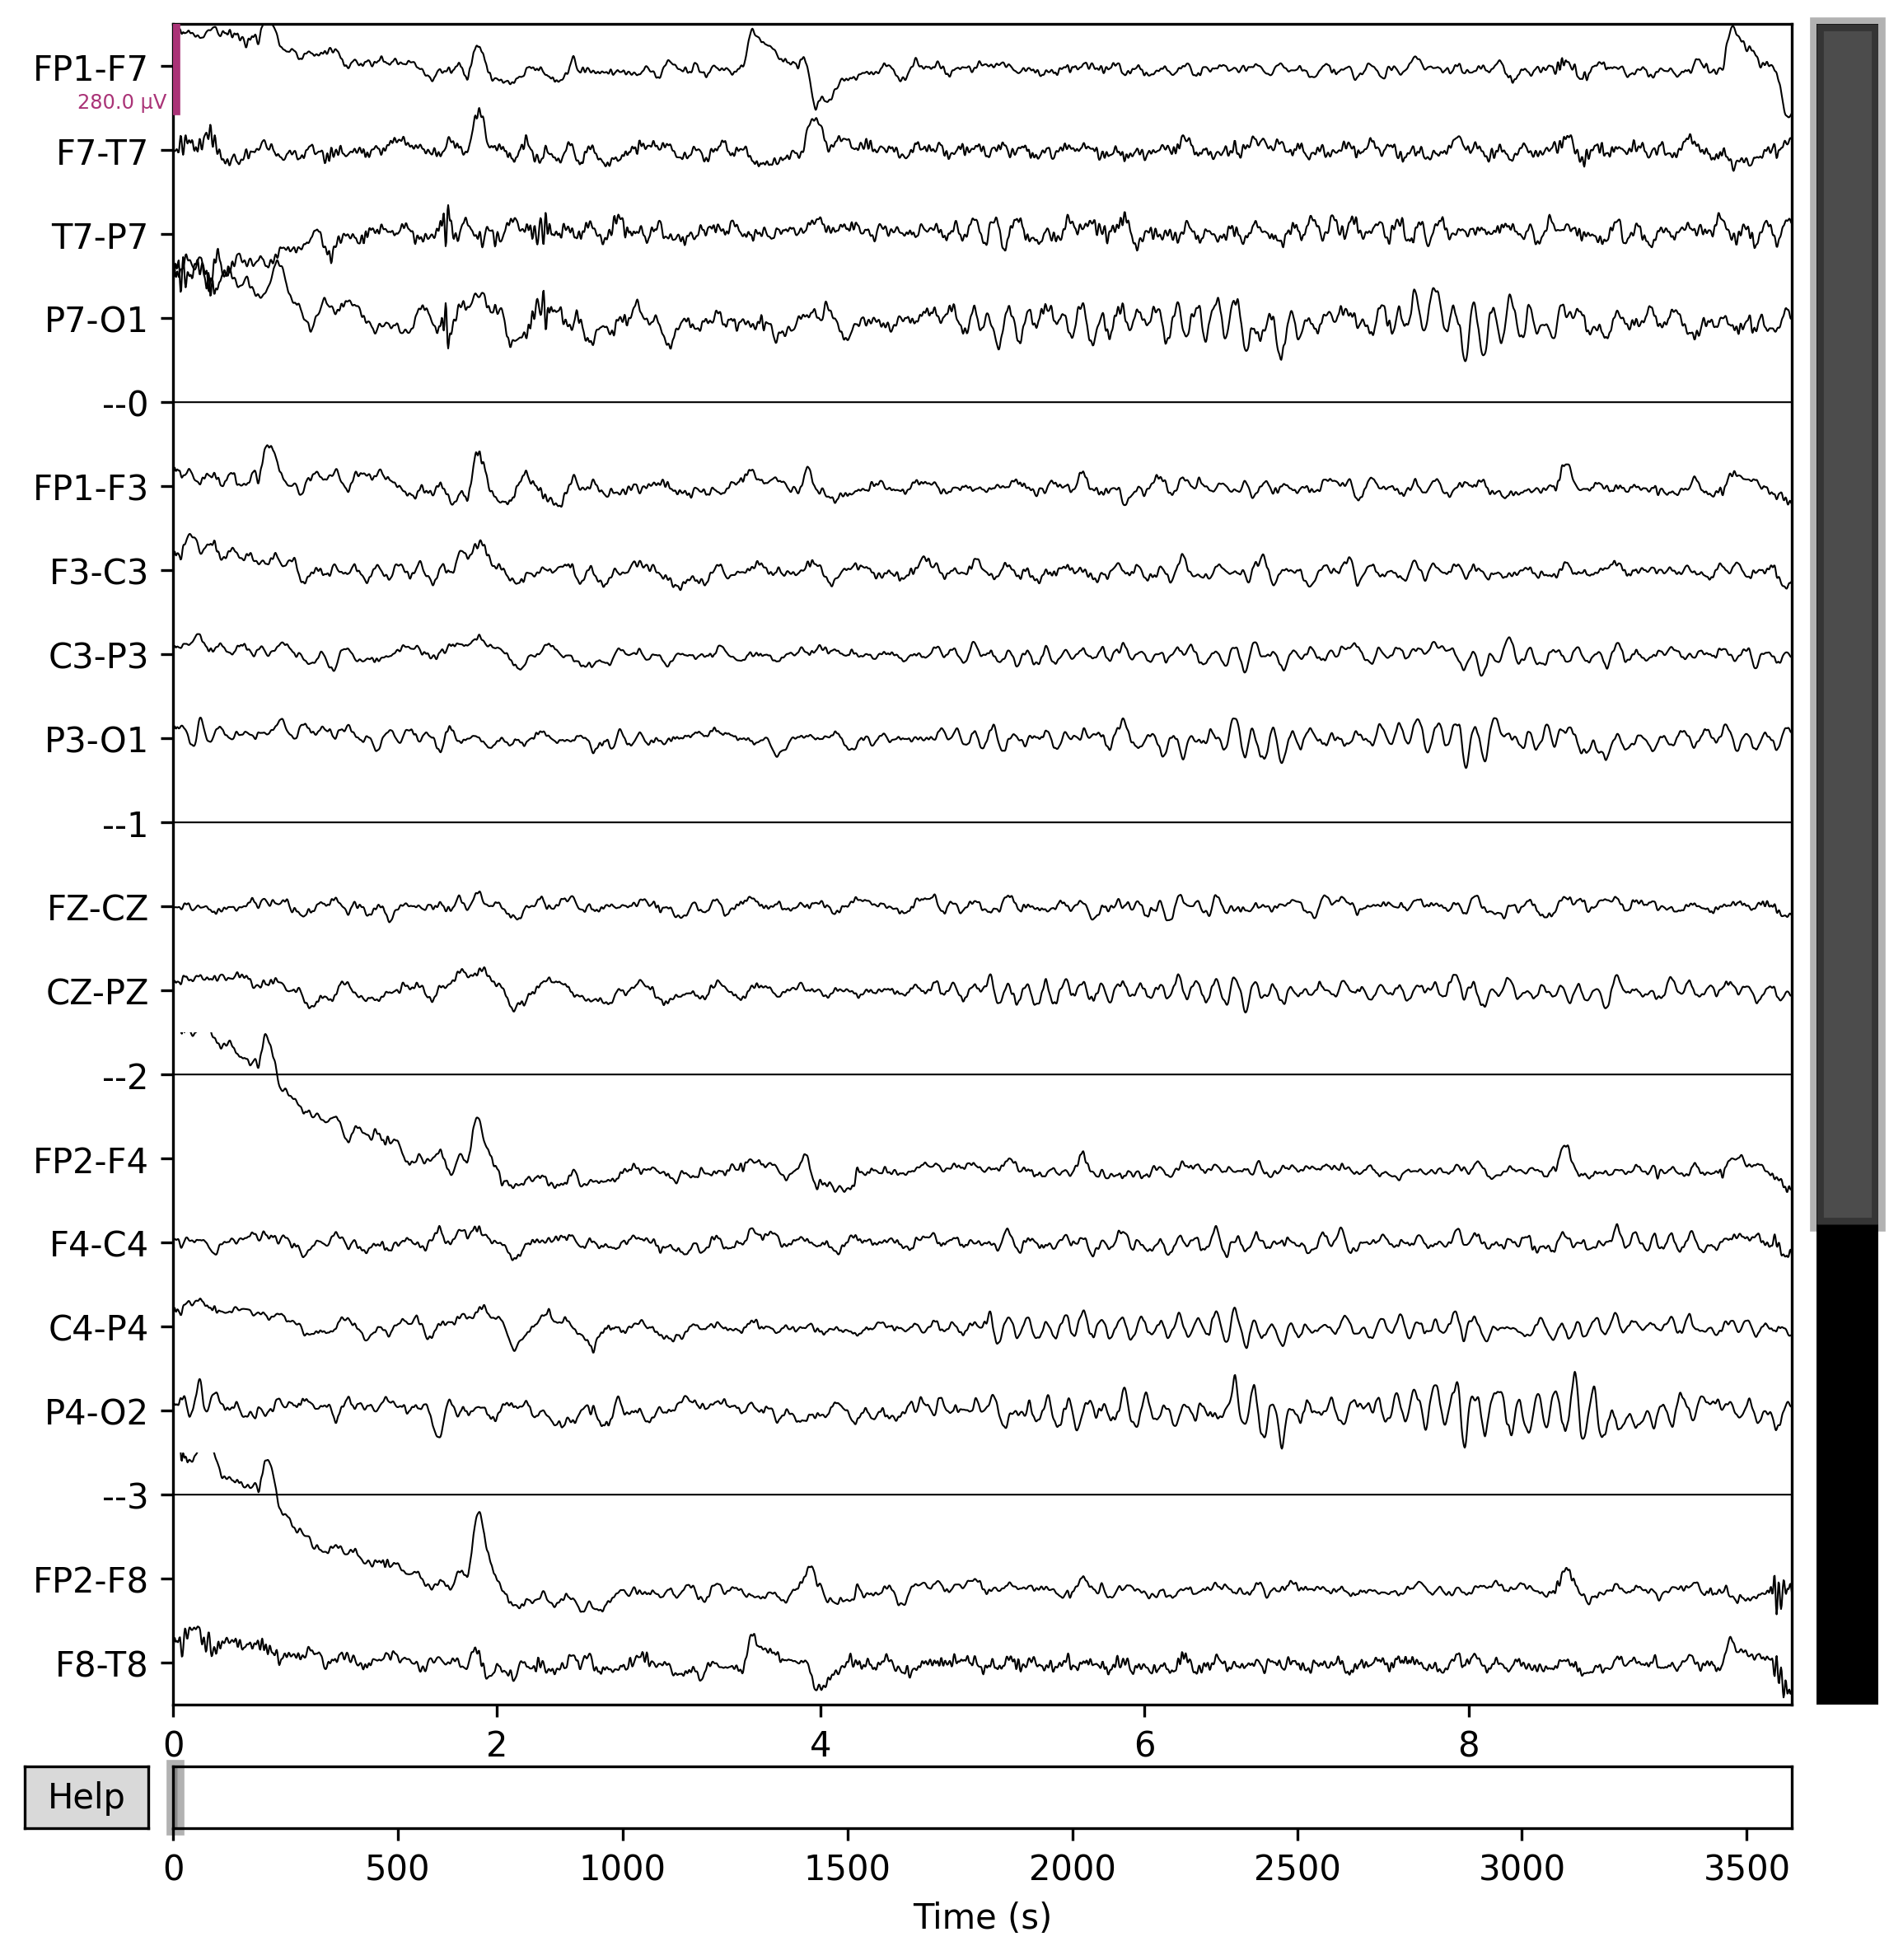 FP1-F7
280.0 µV
F7-T7
T7-P7
P7-O1
--0
FP1-F3
F3-C3
C3-P3
P3-O1
--1
FZ-CZ
CZ-PZ
--2
FP2-F4
F4-C4
C4-P4
P4-O2
--3
FP2-F8
F8-T8
0 2 4 6 8
Help
0 500 1000 1500 2000 2500 3000 3500
Time (s)